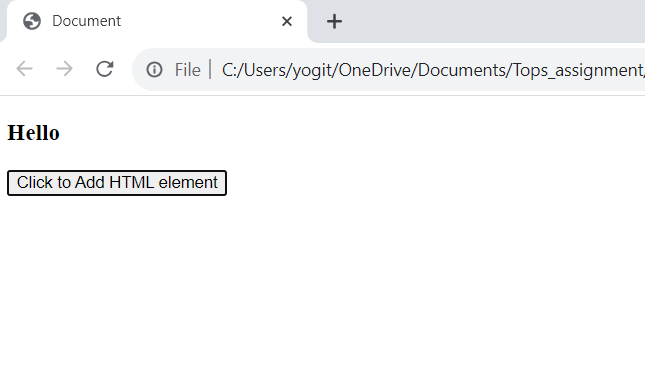 Document
File C:/Users/yogit/OneDrive/Documents/Tops_assignment/
Hello
Click to Add HTML element